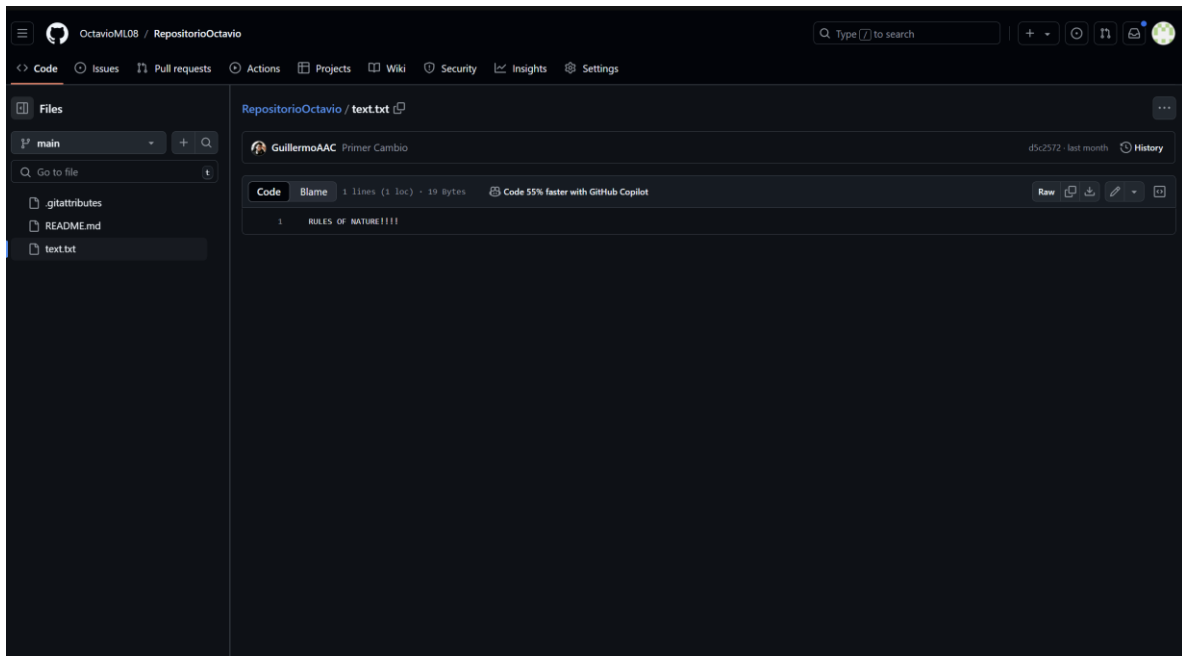 OctavioML08 / RepositorioOctavio
Type / to search
Code Issues Pull requests Actions Projects Wiki Security Insights Settings
Files
main
Go to file t
.gitattributes
README.md
text.txt
RepositorioOctavio / text.txt
GuillermoAAC Primer Cambio
d5c2572 · last month History
Code Blame 1 lines (1 loc) · 19 Bytes Code 55% faster with GitHub Copilot
Raw
1 RULES OF NATURE!!!!